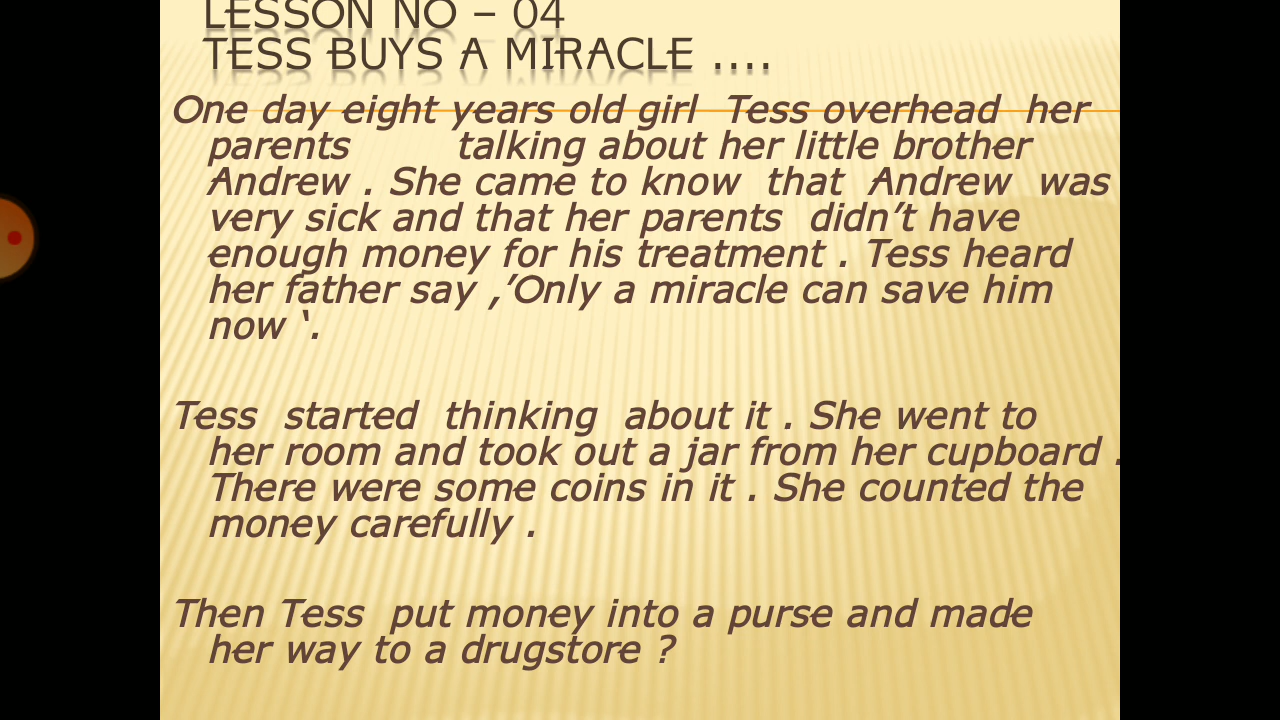 LESSON NO – 04
TESS BUYS A MIRACLE ....
One day eight years old girl Tess overhead her
parents talking about her little brother
Andrew . She came to know that Andrew was
very sick and that her parents didn’t have
enough money for his treatment . Tess heard
her father say ,’Only a miracle can save him
now ‘.
Tess started thinking about it . She went to
her room and took out a jar from her cupboard .
There were some coins in it . She counted the
money carefully .
Then Tess put money into a purse and made
her way to a drugstore ?